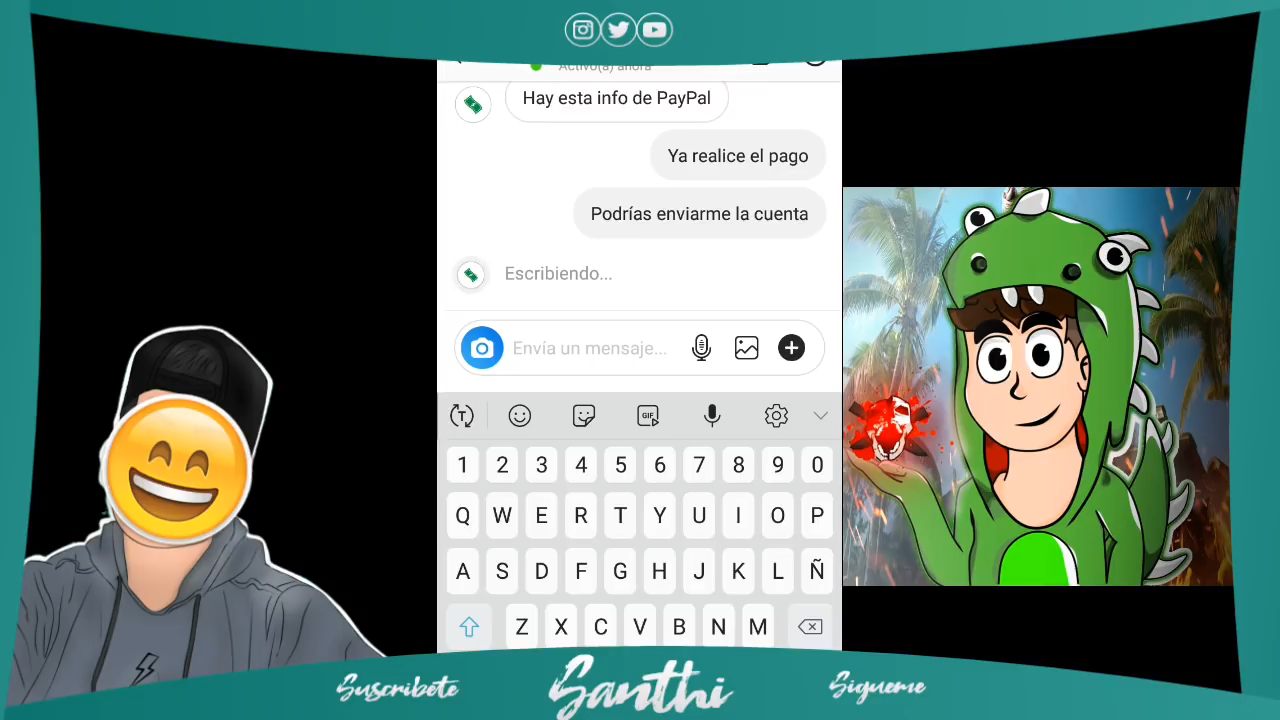 Activo(a) ahora
Hay esta info de PayPal
Ya realice el pago
Podrías enviarme la cuenta
Escribiendo...
Envía un mensaje...
T
GIF
1 2 3 4 5 6 7 8 9 0
Q W E R T Y U I O P
A S D F G H J K L Ñ
Z X C V B N M
Suscribete
Santhi
Sigueme